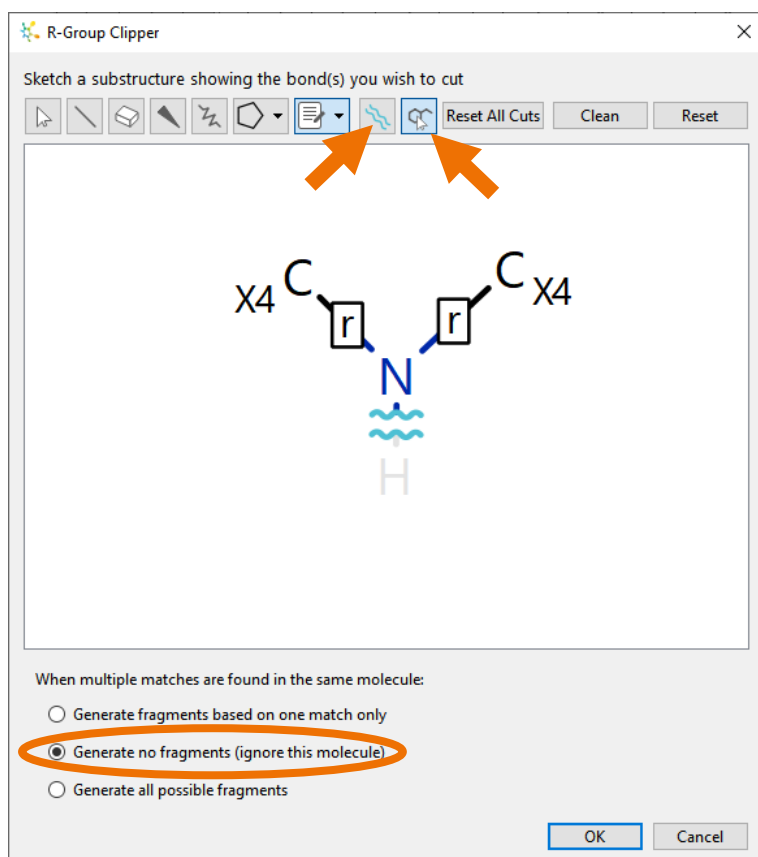 R-Group Clipper
Sketch a substructure showing the bond(s) you wish to cut
Reset All Cuts Clean Reset
X4 C C X4
r r
N
H
When multiple matches are found in the same molecule:
Generate fragments based on one match only
Generate no fragments (ignore this molecule)
Generate all possible fragments
OK Cancel